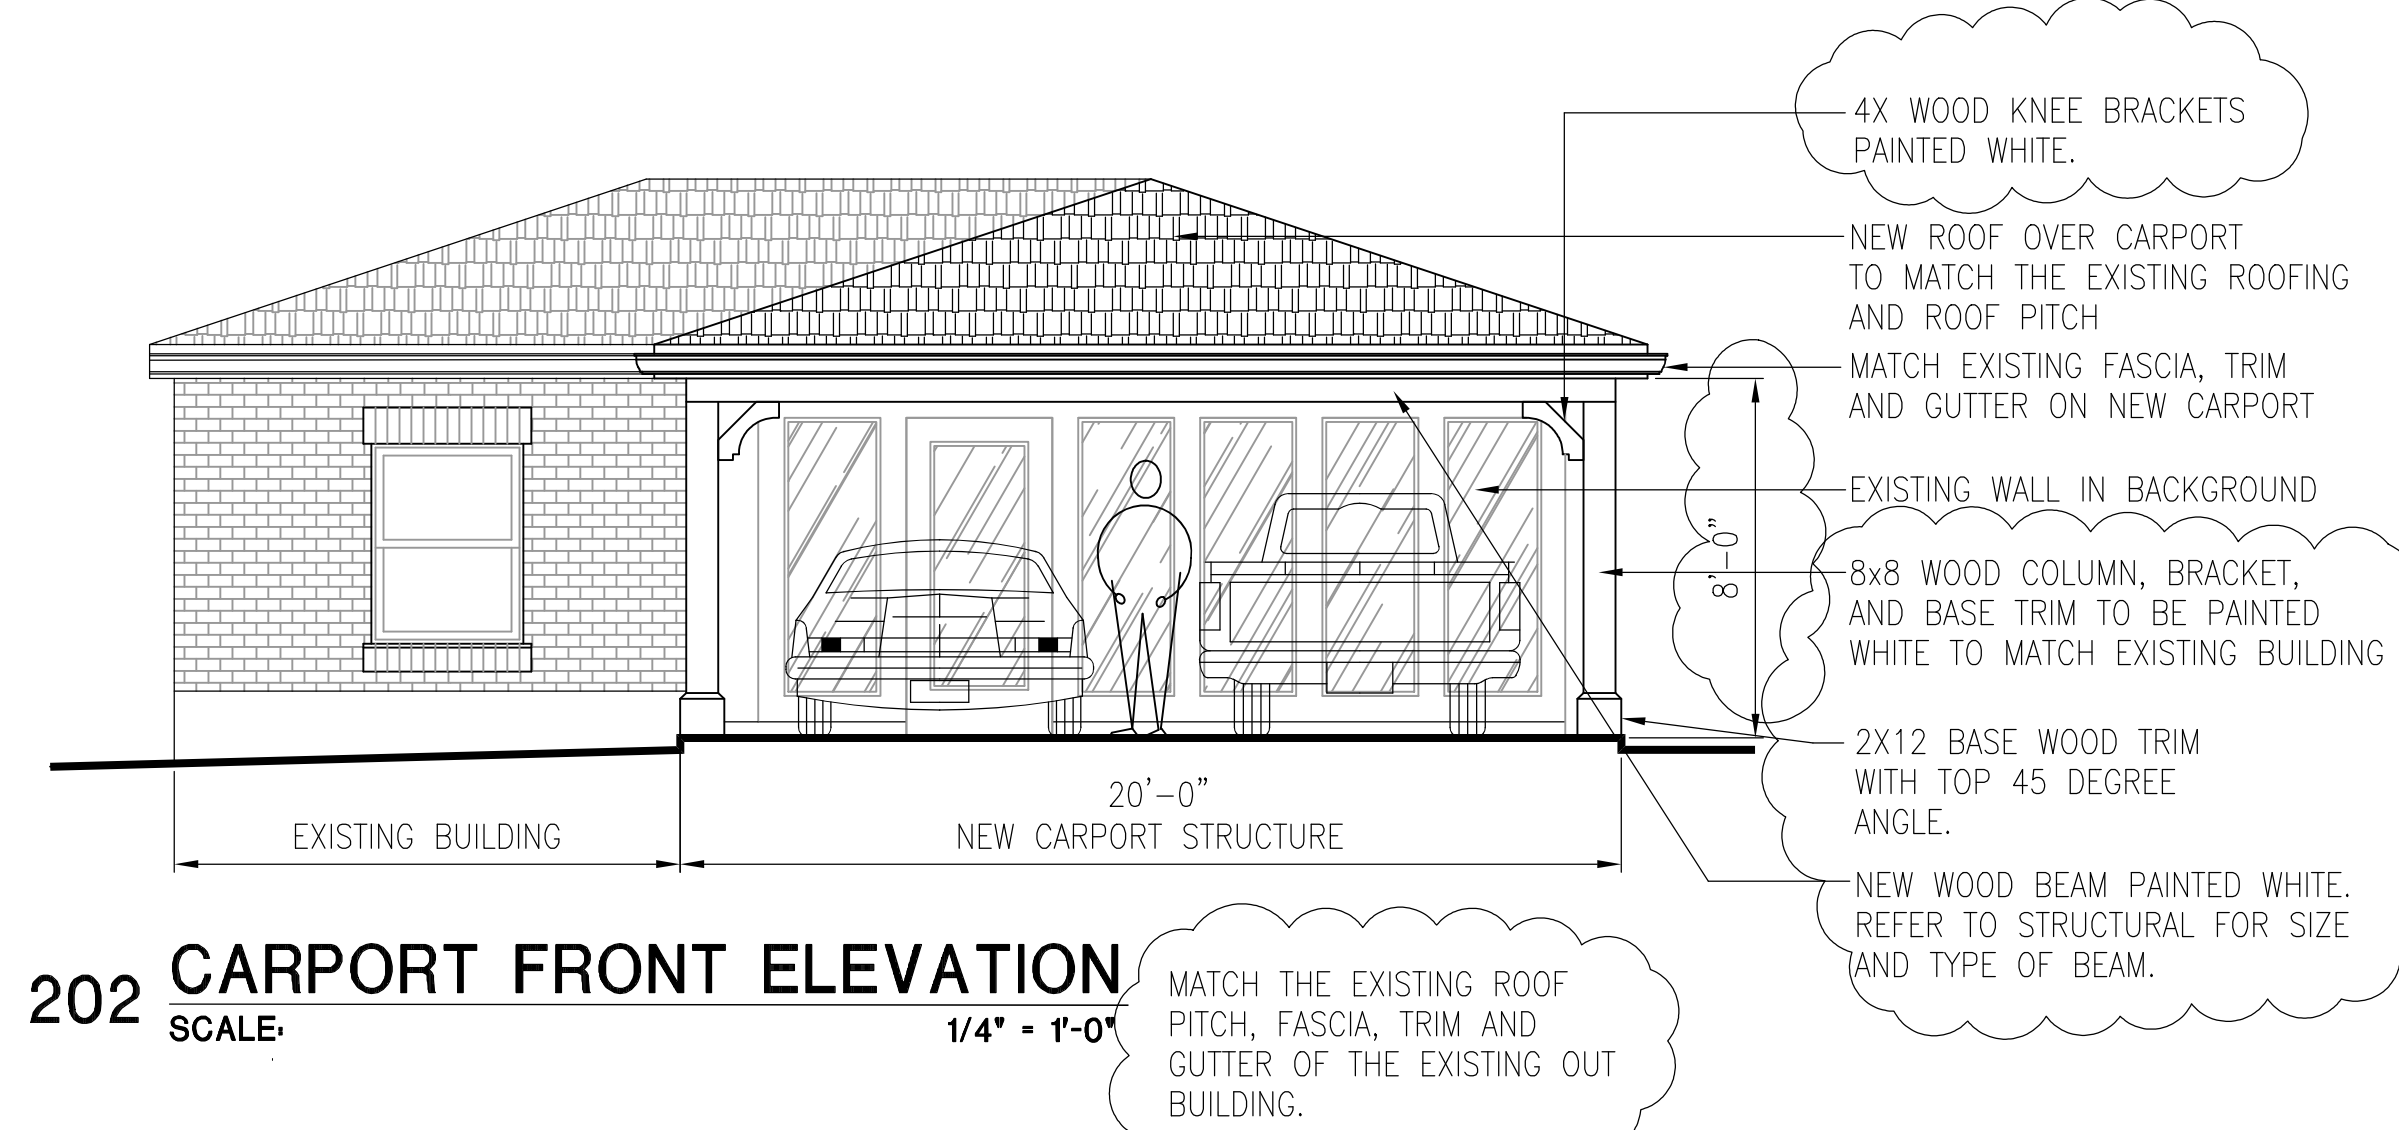 4X WOOD KNEE BRACKETS
PAINTED WHITE.
NEW ROOF OVER CARPORT
TO MATCH THE EXISTING ROOFING
AND ROOF PITCH
MATCH EXISTING FASCIA, TRIM
AND GUTTER ON NEW CARPORT
EXISTING WALL IN BACKGROUND
8'-0"
8x8 WOOD COLUMN, BRACKET,
AND BASE TRIM TO BE PAINTED
WHITE TO MATCH EXISTING BUILDING
2X12 BASE WOOD TRIM
WITH TOP 45 DEGREE
ANGLE.
NEW WOOD BEAM PAINTED WHITE.
REFER TO STRUCTURAL FOR SIZE
AND TYPE OF BEAM.
20'-0"
EXISTING BUILDING
NEW CARPORT STRUCTURE
202 CARPORT FRONT ELEVATION
SCALE: 1/4" = 1'-0"
MATCH THE EXISTING ROOF
PITCH, FASCIA, TRIM AND
GUTTER OF THE EXISTING OUT
BUILDING.